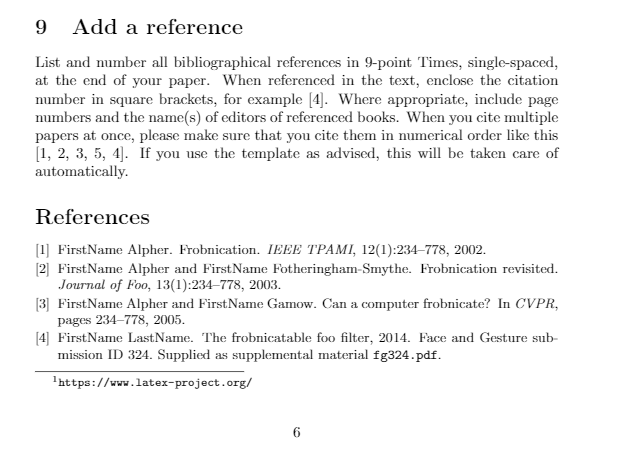 9 Add a reference
List and number all bibliographical references in 9-point Times, single-spaced,
at the end of your paper. When referenced in the text, enclose the citation
number in square brackets, for example [4]. Where appropriate, include page
numbers and the name(s) of editors of referenced books. When you cite multiple
papers at once, please make sure that you cite them in numerical order like this
[1, 2, 3, 5, 4]. If you use the template as advised, this will be taken care of
automatically.
References
[1] FirstName Alpher. Frobnication. IEEE TPAMI, 12(1):234–778, 2002.
[2] FirstName Alpher and FirstName Fotheringham-Smythe. Frobnication revisited.
Journal of Foo, 13(1):234–778, 2003.
[3] FirstName Alpher and FirstName Gamow. Can a computer frobnicate? In CVPR,
pages 234–778, 2005.
[4] FirstName LastName. The frobnicatable foo filter, 2014. Face and Gesture sub-
mission ID 324. Supplied as supplemental material fg324.pdf.
1https://www.latex-project.org/
6